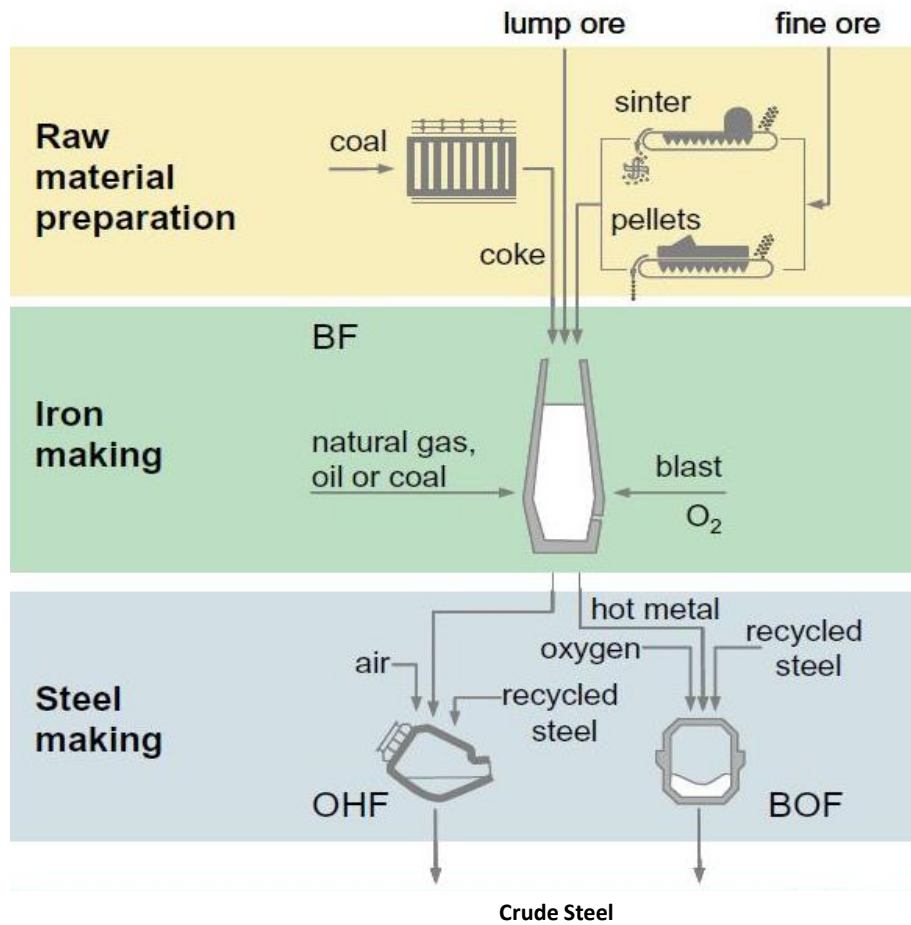 lump ore
fine ore
Raw
material
preparation
coal
sinter
pellets
coke
BF
Iron
making
natural gas,
oil or coal
blast
O₂
hot metal
oxygen
recycled
steel
air
recycled
steel
Steel
making
OHF
BOF
Crude Steel